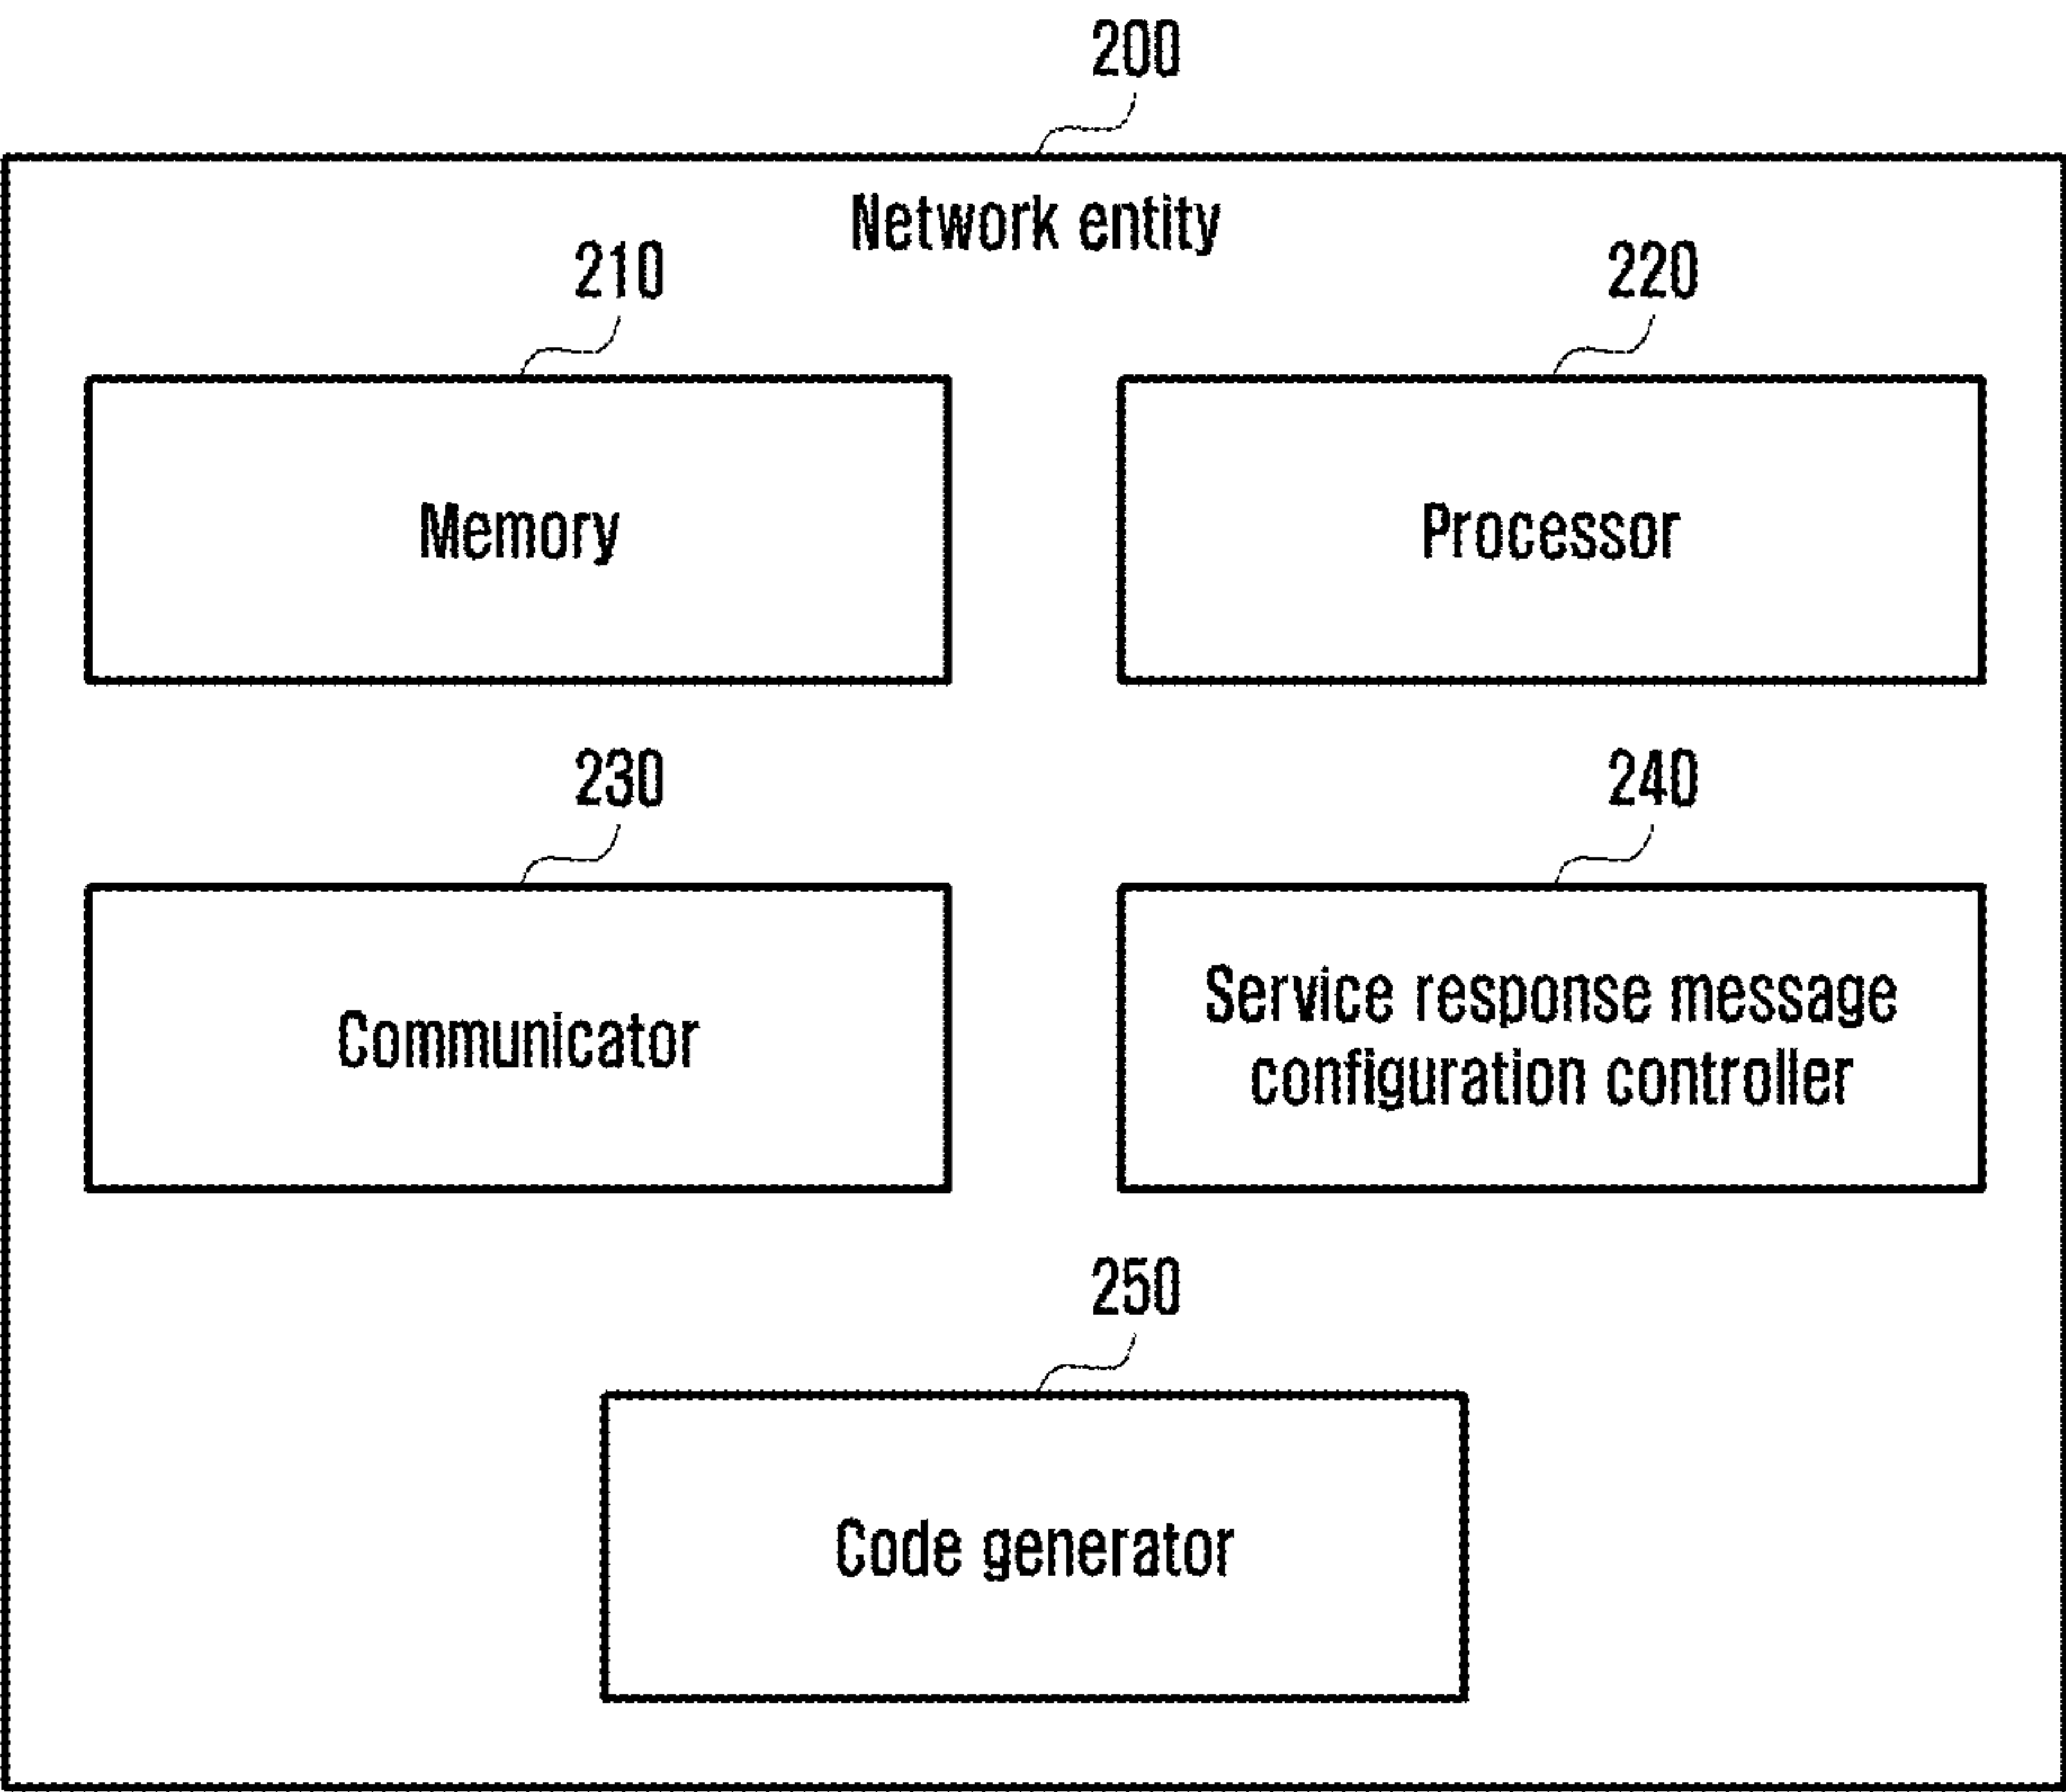 200
Network entity
210
220
Memory
Processor
230
240
Communicator
Service response message
configuration controller
250
Code generator